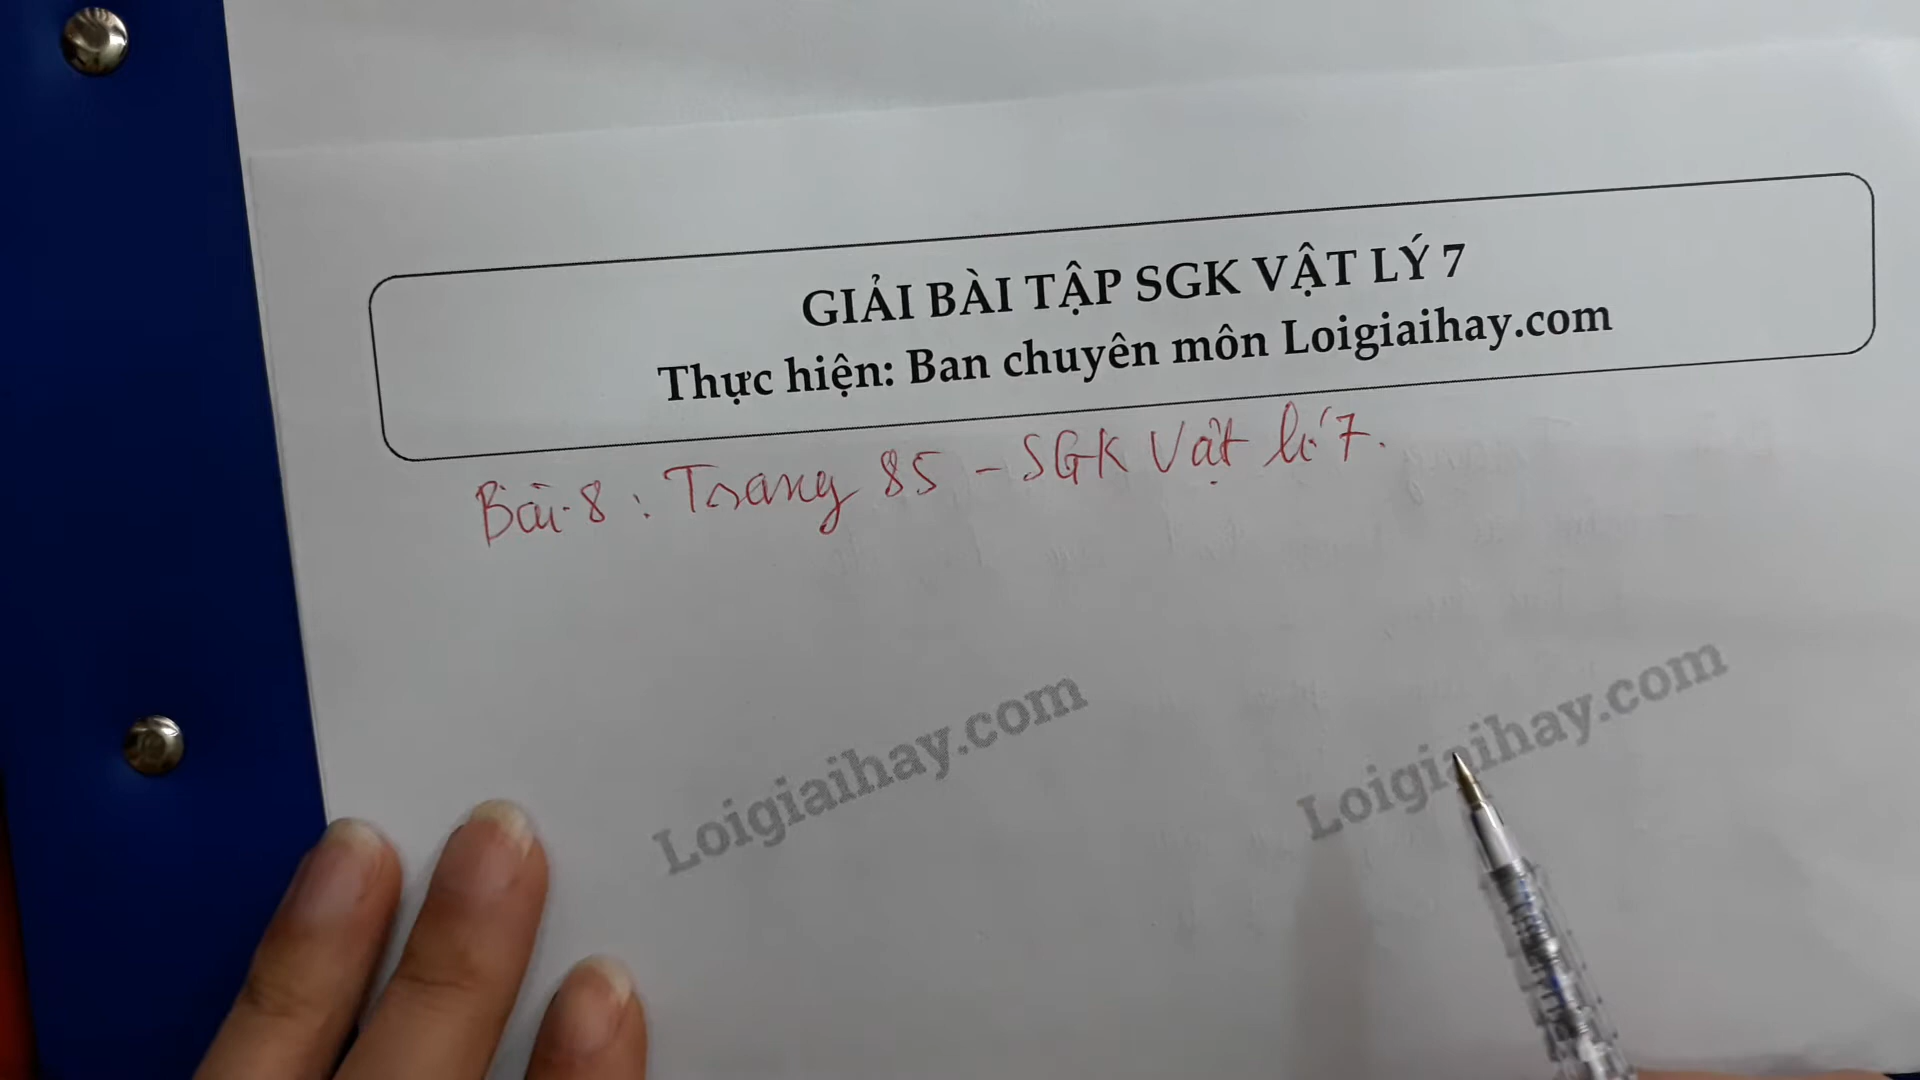 GIẢI BÀI TẬP SGK VẬT LÝ 7
Thực hiện: Ban chuyên môn Loigiaihay.com
Bài 8: Trang 85 - SGK Vật lí 7.
Loigiaihay.com
Loigiaihay.com